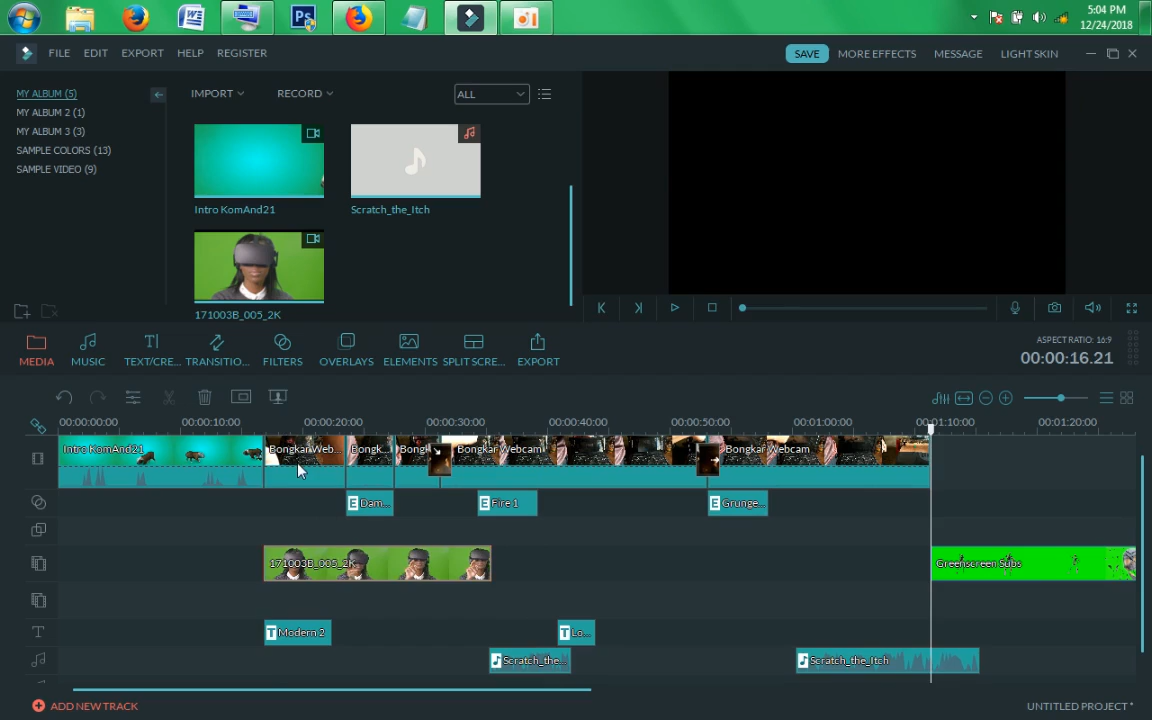 W
Ps
5:04 PM
12/24/2018
FILE EDIT EXPORT HELP REGISTER
SAVE MORE EFFECTS MESSAGE LIGHT SKIN
MY ALBUM (5)
MY ALBUM 2 (1)
MY ALBUM 3 (3)
SAMPLE COLORS (13)
SAMPLE VIDEO (9)
IMPORT RECORD ALL
Intro KomAnd21
Scratch_the_Itch
171003B_005_2K
MEDIA MUSIC TEXT/CRE... TRANSITIO... FILTERS OVERLAYS ELEMENTS SPLIT SCRE... EXPORT
ASPECT RATIO: 16:9
00:00:16.21
00:00:00:00 00:00:10:00 00:00:20:00 00:00:30:00 00:00:40:00 00:00:50:00 00:01:00:00 00:01:10:00 00:01:20:00
Intro KomAnd21 Bongkar Web... Bongk... Bongk Bongkar Webcam Bongkar Webcam
E Dam... E Fire 1 E Grunge...
171003B_005_2K Greenscreen Subs
T Modern 2 T Lo...
Scratch_the... Scratch_the_Itch
ADD NEW TRACK
UNTITLED PROJECT *